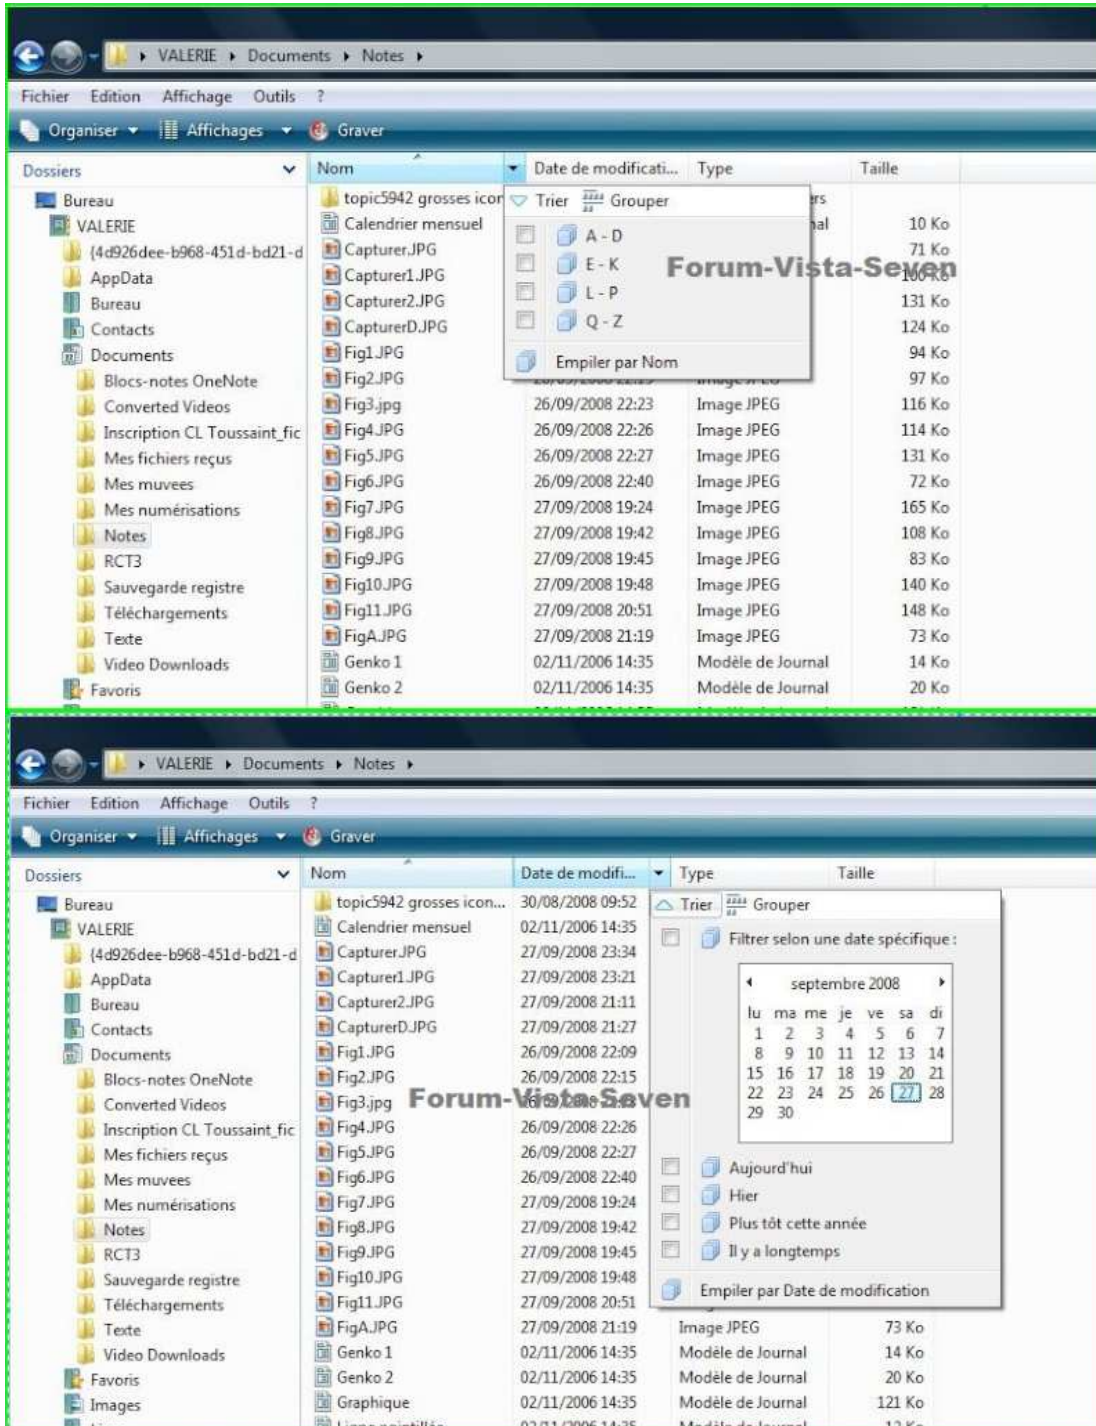 VALERIE Documents Notes
Fichier Edition Affichage Outils ?
Organiser Affichages Graver
Dossiers Nom Date de modificati... Type Taille
Bureau topic5942 grosses icon Trier Grouper
VALERIE Calendrier mensuel 10 Ko
{4d926dee-b968-451d-bd21-d Capturer.JPG A - D 71 Ko
AppData Capturer1.JPG E - K Forum-Vista-Seven
Bureau Capturer2.JPG L - P 131 Ko
Contacts CapturerD.JPG Q - Z 124 Ko
Documents Fig1.JPG Empiler par Nom 94 Ko
Blocs-notes OneNote Fig2.JPG 97 Ko
Converted Videos Fig3.jpg 26/09/2008 22:23 Image JPEG 116 Ko
Inscription CL Toussaint_fic Fig4.JPG 26/09/2008 22:26 Image JPEG 114 Ko
Mes fichiers reçus Fig5.JPG 26/09/2008 22:27 Image JPEG 131 Ko
Mes muvees Fig6.JPG 26/09/2008 22:40 Image JPEG 72 Ko
Mes numérisations Fig7.JPG 27/09/2008 19:24 Image JPEG 165 Ko
Notes Fig8.JPG 27/09/2008 19:42 Image JPEG 108 Ko
RCT3 Fig9.JPG 27/09/2008 19:45 Image JPEG 83 Ko
Sauvegarde registre Fig10.JPG 27/09/2008 19:48 Image JPEG 140 Ko
Téléchargements Fig11.JPG 27/09/2008 20:51 Image JPEG 148 Ko
Texte FigA.JPG 27/09/2008 21:19 Image JPEG 73 Ko
Video Downloads Genko 1 02/11/2006 14:35 Modèle de Journal 14 Ko
Favoris Genko 2 02/11/2006 14:35 Modèle de Journal 20 Ko
VALERIE Documents Notes
Fichier Edition Affichage Outils ?
Organiser Affichages Graver
Dossiers Nom Date de modifi... Type Taille
Bureau topic5942 grosses icon... 30/08/2008 09:52 Trier Grouper
VALERIE Calendrier mensuel 02/11/2006 14:35 Filtrer selon une date spécifique :
{4d926dee-b968-451d-bd21-d Capturer.JPG 27/09/2008 23:34
AppData Capturer1.JPG 27/09/2008 23:21 septembre 2008
Bureau Capturer2.JPG 27/09/2008 21:11 lu ma me je ve sa di
Contacts CapturerD.JPG 27/09/2008 21:27 1 2 3 4 5 6 7
Documents Fig1.JPG 26/09/2008 22:09 8 9 10 11 12 13 14
Blocs-notes OneNote Fig2.JPG 26/09/2008 22:15 15 16 17 18 19 20 21
Converted Videos Fig3.jpg Forum-Vista-Seven 22 23 24 25 26 27 28
Inscription CL Toussaint_fic Fig4.JPG 26/09/2008 22:26 29 30
Mes fichiers reçus Fig5.JPG 26/09/2008 22:27
Mes muvees Fig6.JPG 26/09/2008 22:40 Aujourd'hui
Mes numérisations Fig7.JPG 27/09/2008 19:24 Hier
Notes Fig8.JPG 27/09/2008 19:42 Plus tôt cette année
RCT3 Fig9.JPG 27/09/2008 19:45 Il y a longtemps
Sauvegarde registre Fig10.JPG 27/09/2008 19:48 Empiler par Date de modification
Téléchargements Fig11.JPG 27/09/2008 20:51
Texte FigA.JPG 27/09/2008 21:19 Image JPEG 73 Ko
Video Downloads Genko 1 02/11/2006 14:35 Modèle de Journal 14 Ko
Favoris Genko 2 02/11/2006 14:35 Modèle de Journal 20 Ko
Images Graphique 02/11/2006 14:35 Modèle de Journal 121 Ko